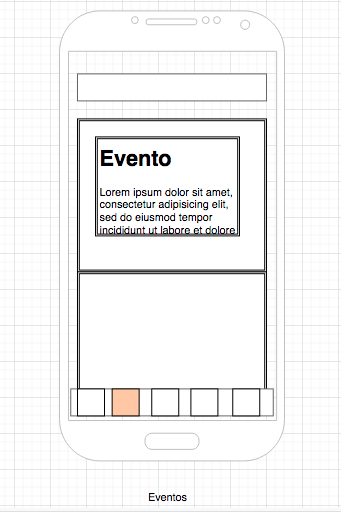 Evento
Lorem ipsum dolor sit amet,
consectetur adipisicing elit,
sed do eiusmod tempor
incididunt ut labore et dolore
Eventos